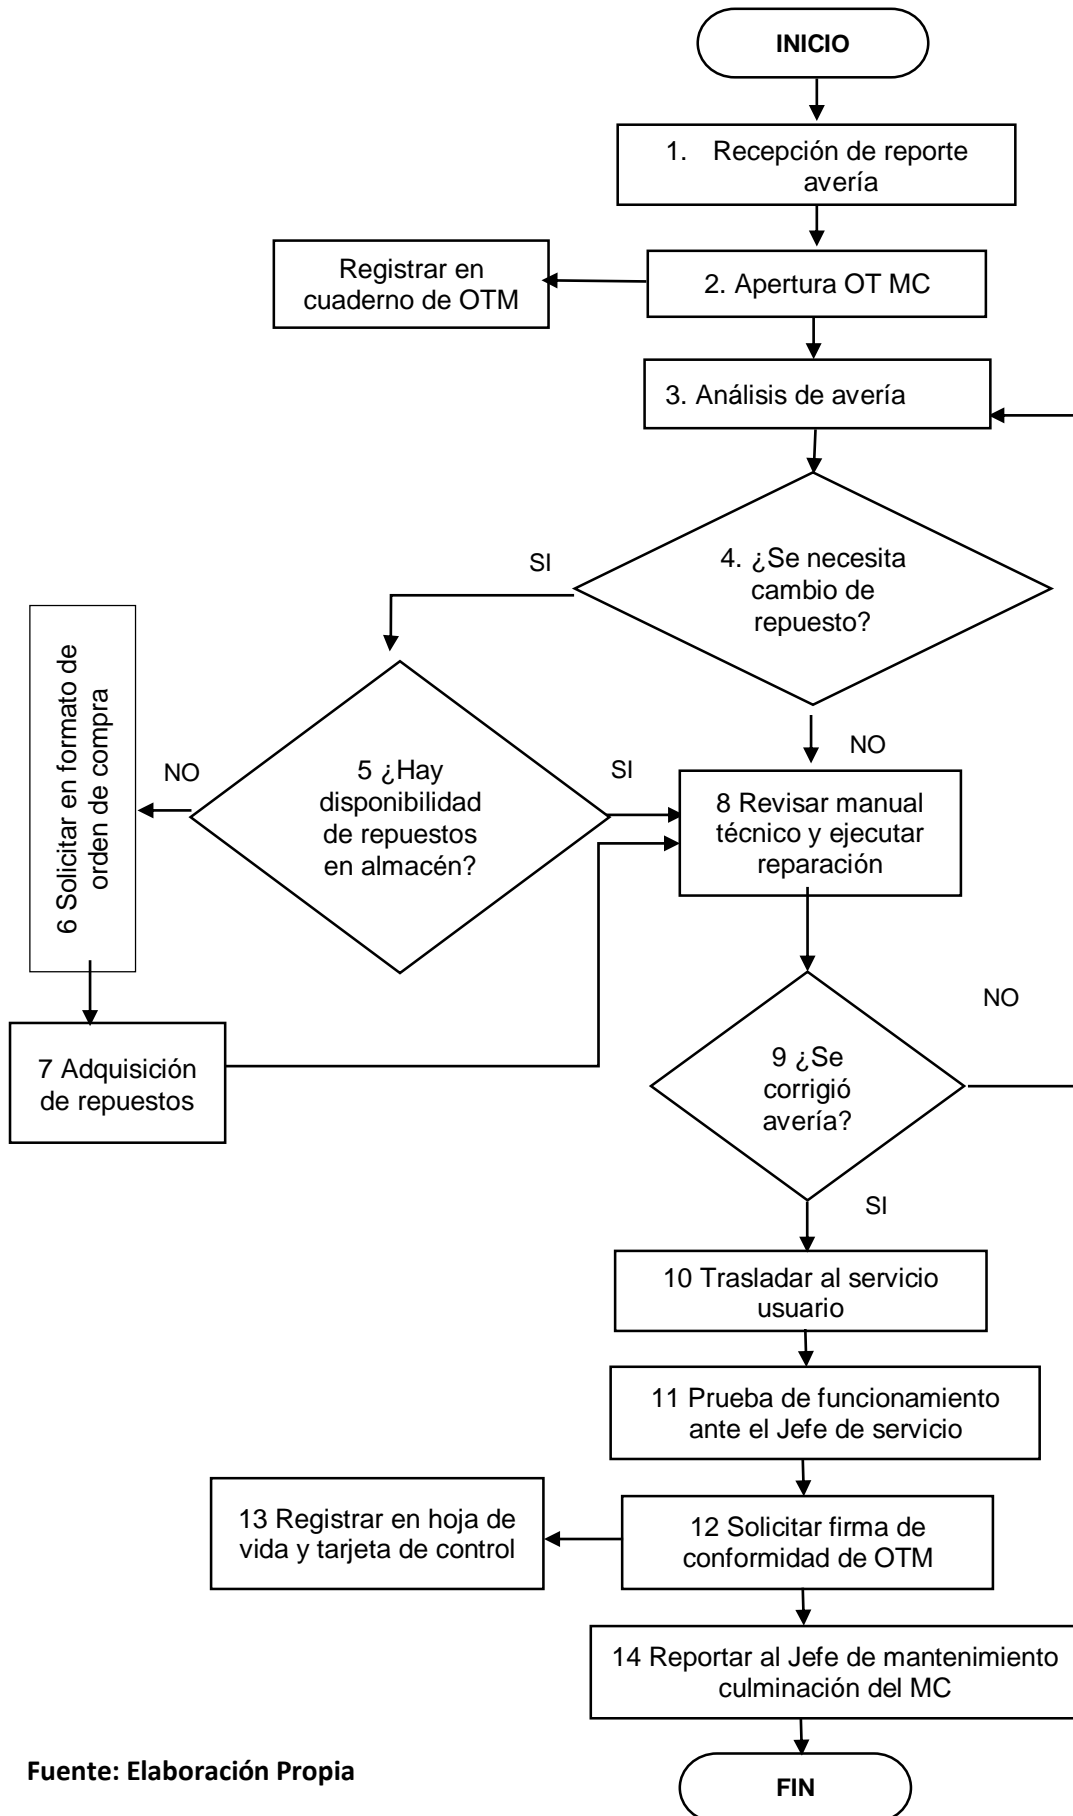 INICIO
1. Recepción de reporte
avería
Registrar en
cuaderno de OTM
2. Apertura OT MC
3. Análisis de avería
SI
4. ¿Se necesita
cambio de
repuesto?
NO
6 Solicitar en formato de
orden de compra
NO
5 ¿Hay
disponibilidad
de repuestos
en almacén?
SI
8 Revisar manual
técnico y ejecutar
reparación
7 Adquisición
de repuestos
9 ¿Se
corrigió
avería?
NO
SI
10 Trasladar al servicio
usuario
11 Prueba de funcionamiento
ante el Jefe de servicio
13 Registrar en hoja de
vida y tarjeta de control
12 Solicitar firma de
conformidad de OTM
14 Reportar al Jefe de mantenimiento
culminación del MC
Fuente: Elaboración Propia
FIN